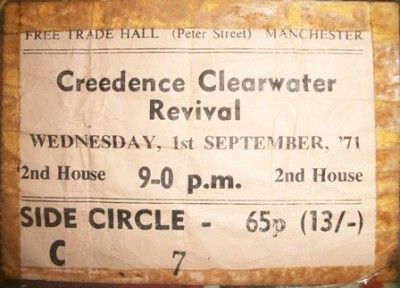 FREE TRADE HALL (Peter Street) MANCHESTER
Creedence Clearwater
Revival
WEDNESDAY, 1st SEPTEMBER, '71
2nd House 9-0 p.m. 2nd House
SIDE CIRCLE - 65p (13/-)
C 7